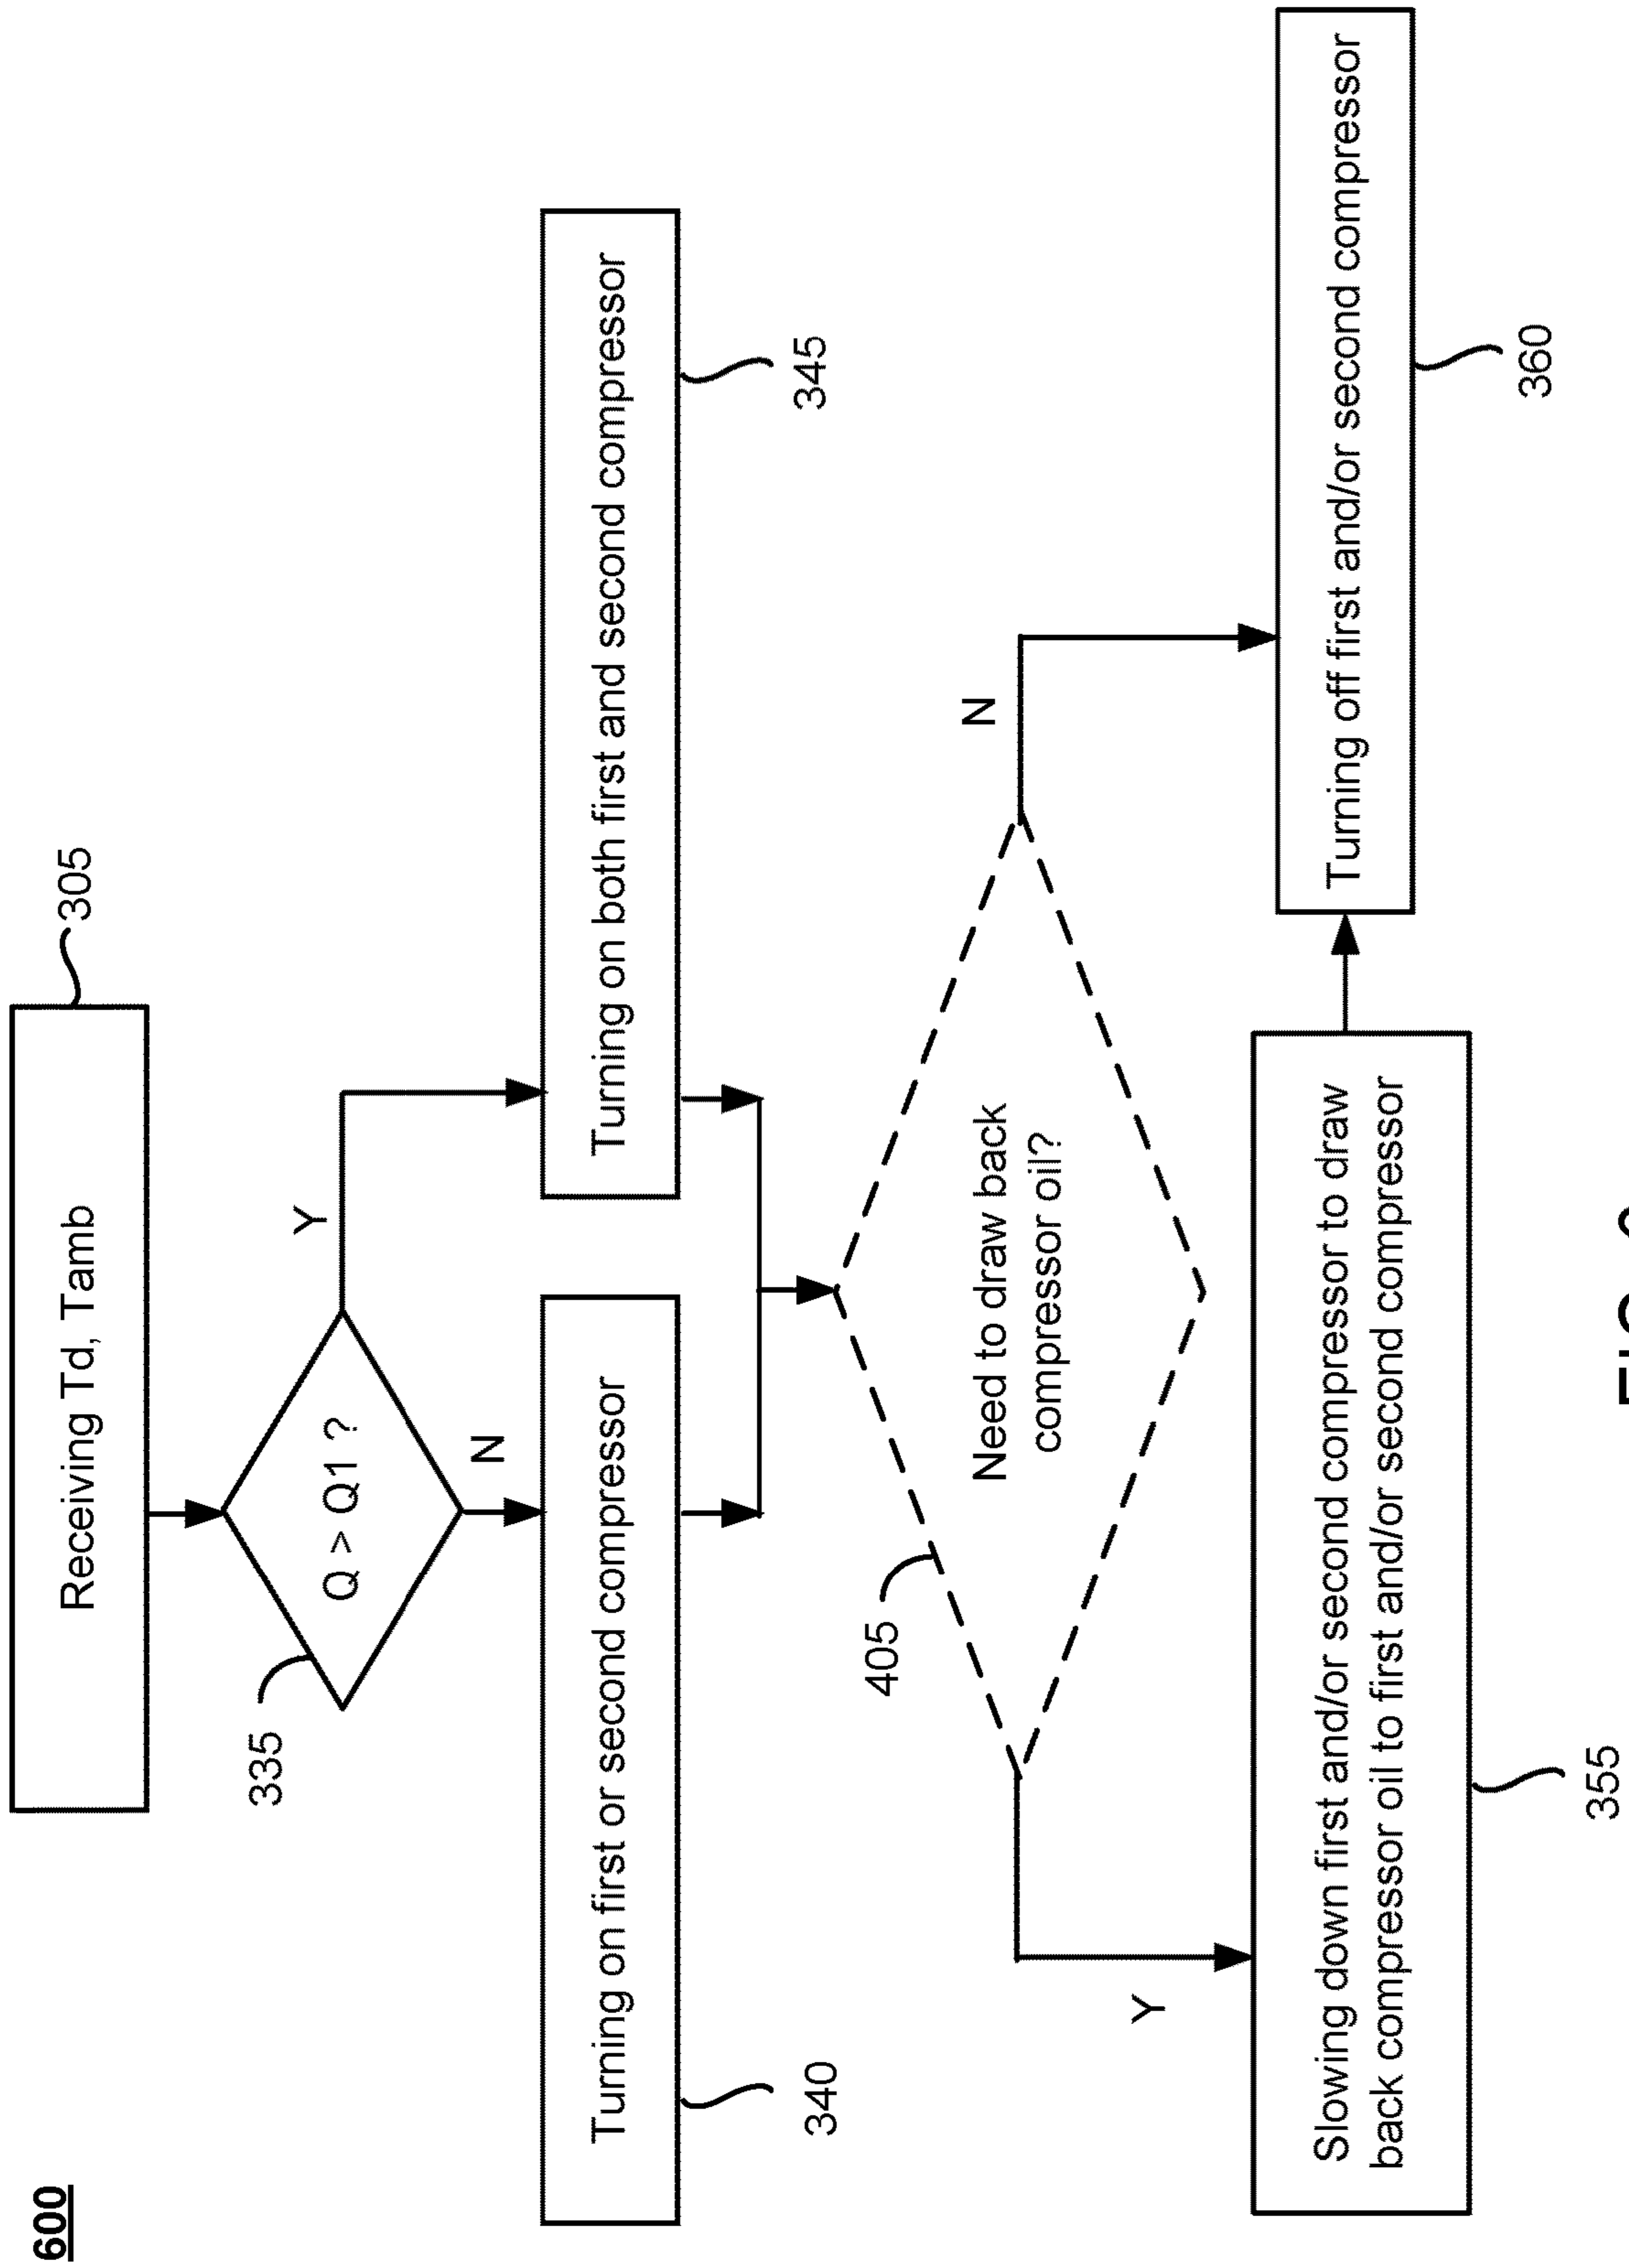 600
Receiving Td, Tamb
305
335
Q > Q1 ?
Y
N
Turning on first or second compressor
340
Turning on both first and second compressor
345
405
Need to draw back
compressor oil?
Y
N
Slowing down first and/or second compressor to draw
back compressor oil to first and/or second compressor
355
Turning off first and/or second compressor
360